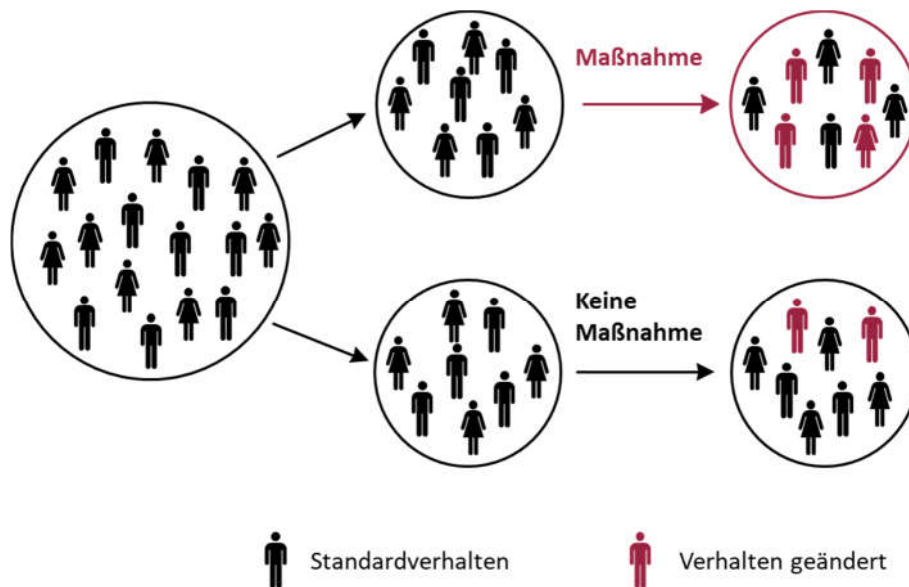 Maßnahme
Keine
Maßnahme
Standardverhalten
Verhalten geändert